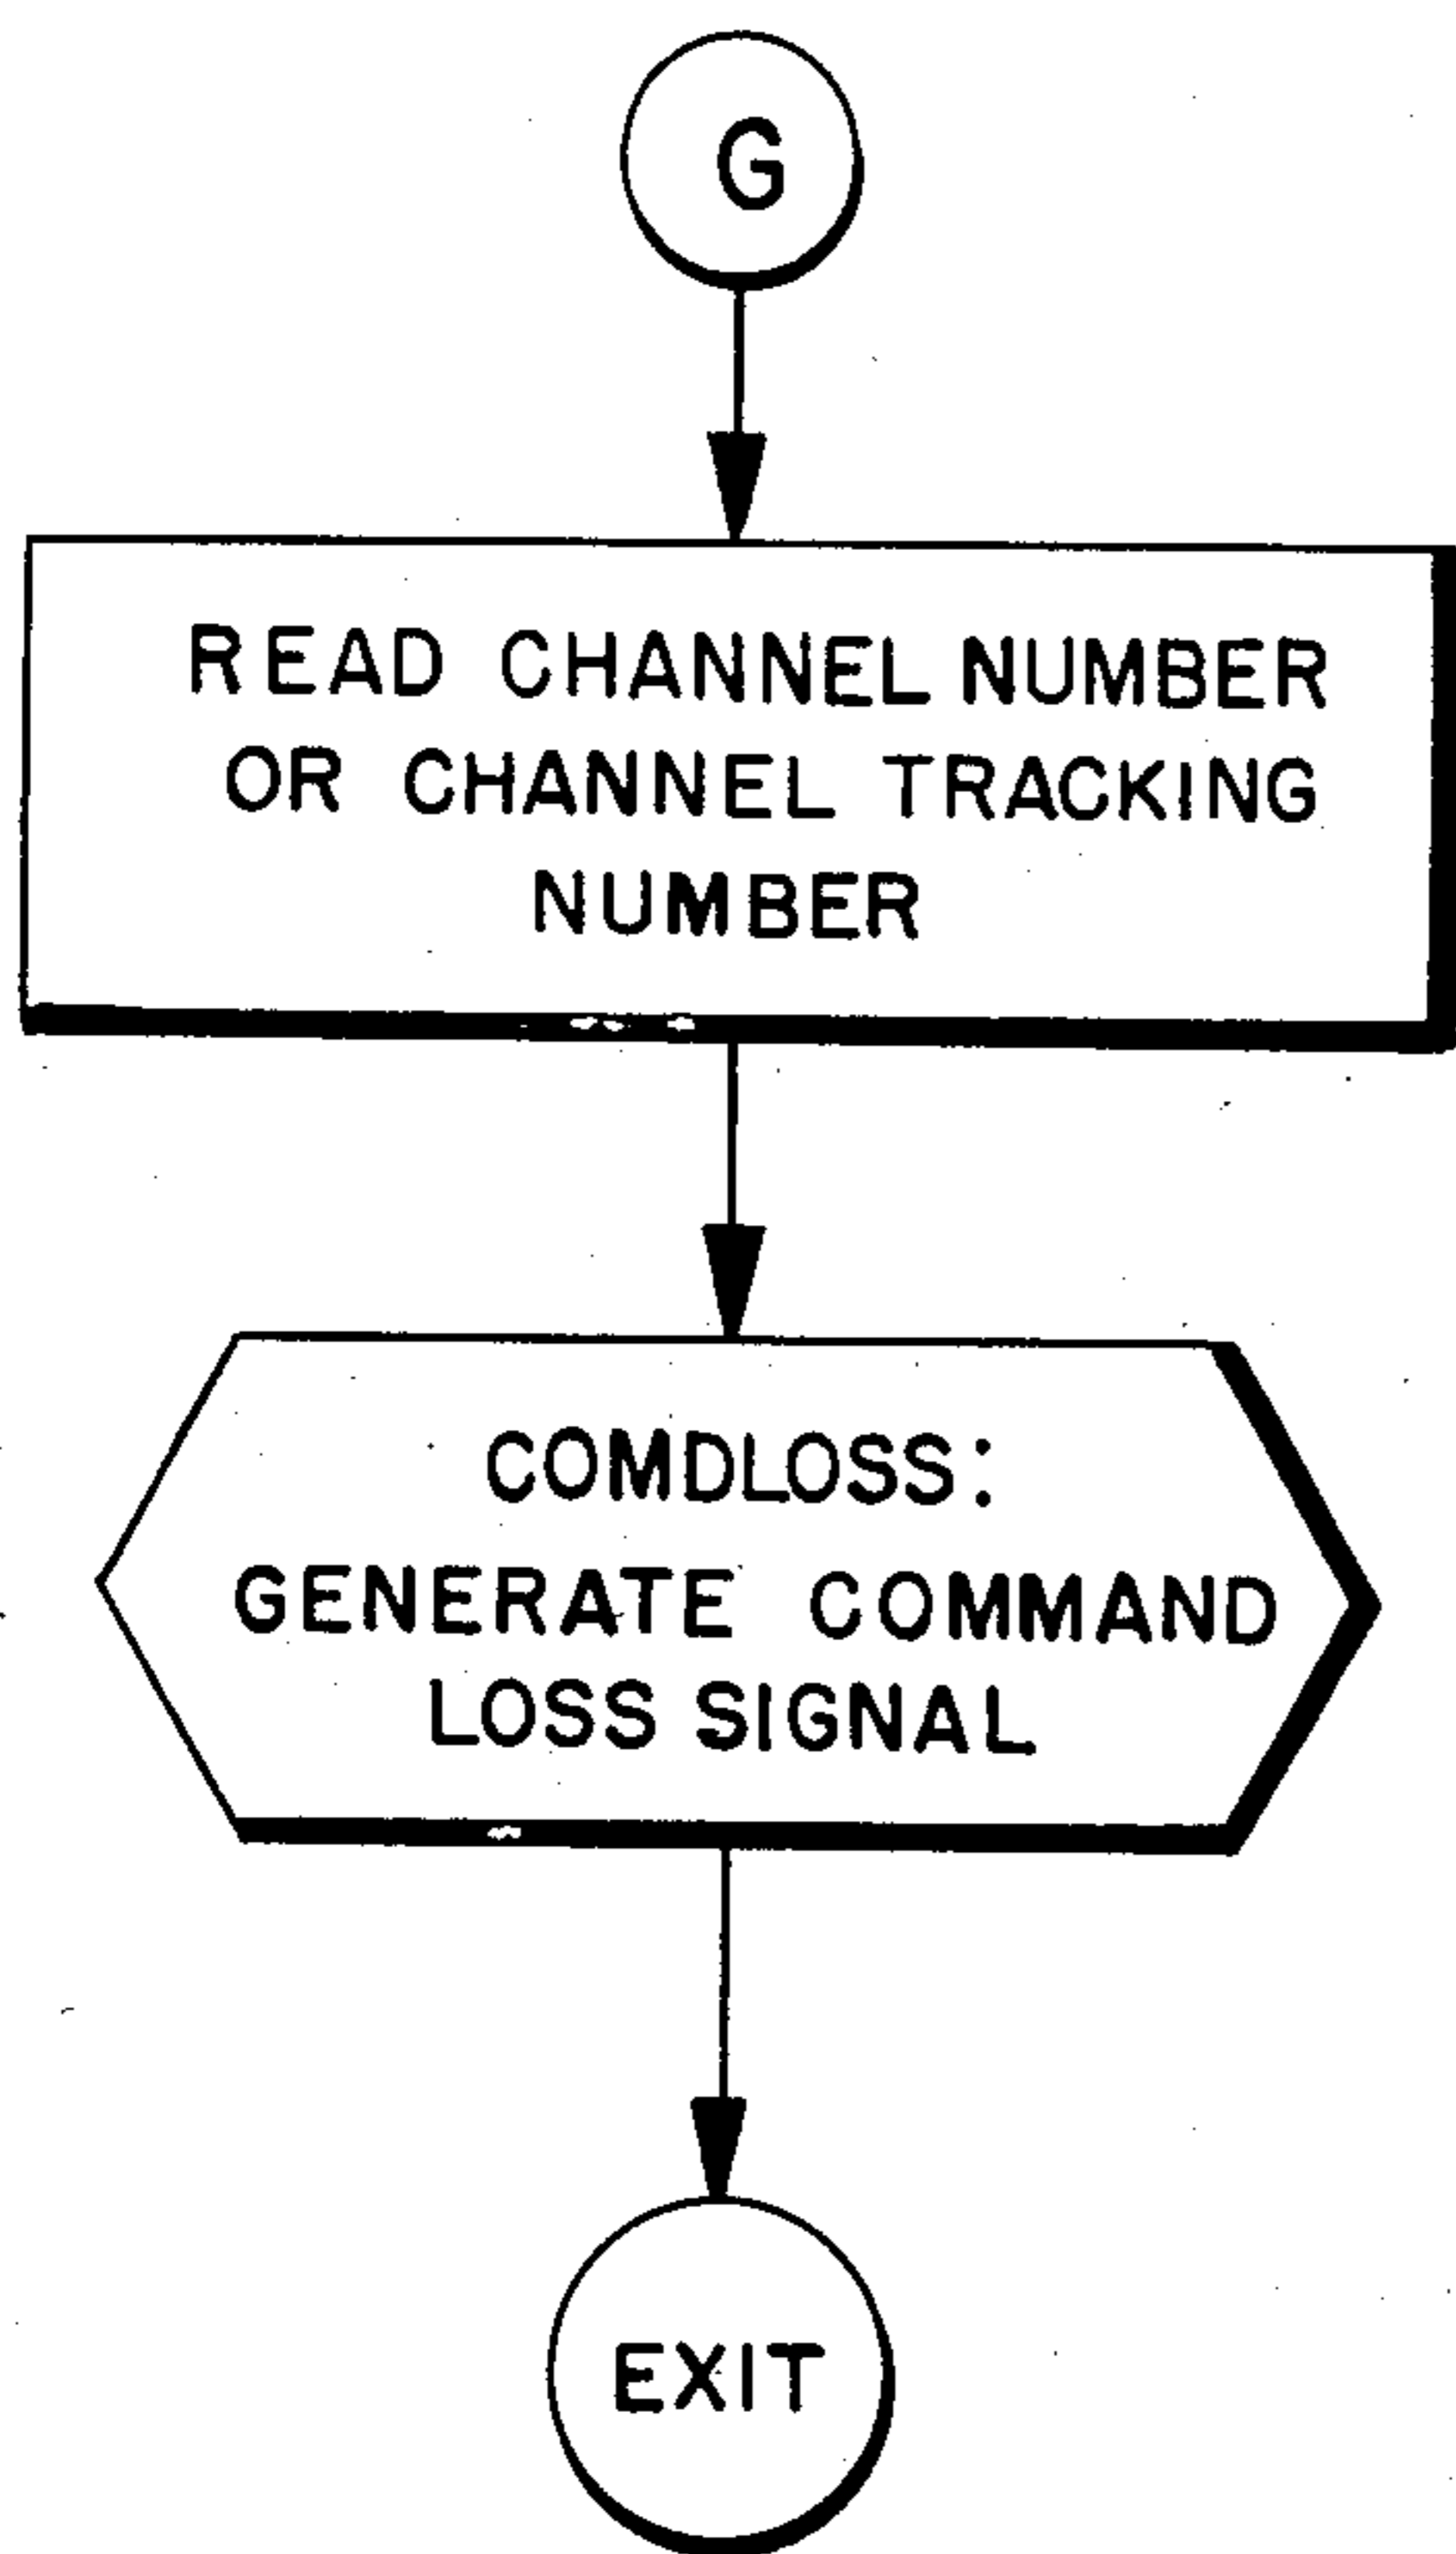 G
READ CHANNEL NUMBER
OR CHANNEL TRACKING
NUMBER
COMDLOSS:
GENERATE COMMAND
LOSS SIGNAL
EXIT